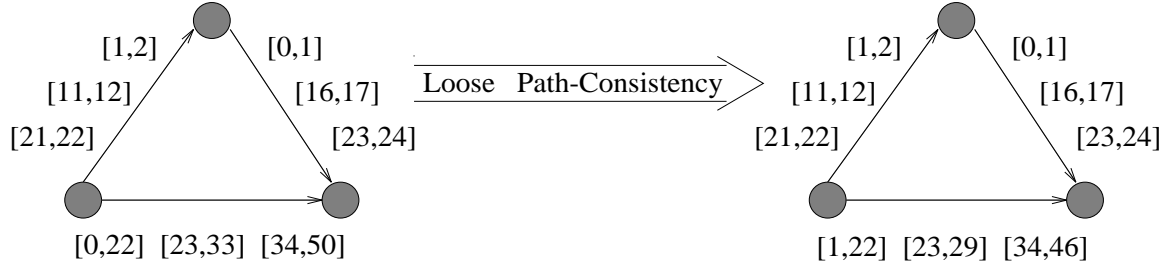 [1,2] [0,1] [1,2] [0,1]
Loose Path-Consistency
[11,12] [16,17] [11,12] [16,17]
[21,22] [23,24] [21,22] [23,24]
[0,22] [23,33] [34,50] [1,22] [23,29] [34,46]